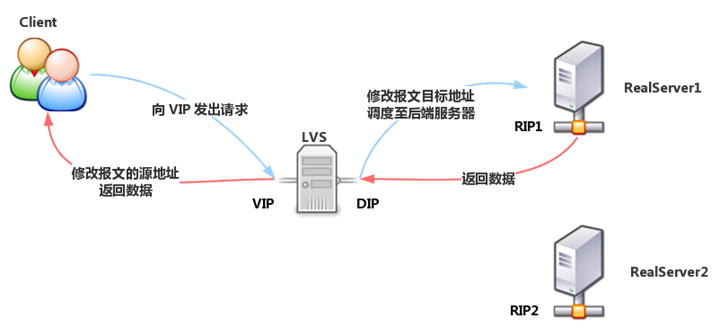 Client
向 VIP 发出请求
修改报文目标地址
调度至后端服务器
RealServer1
RIP1
LVS
修改报文的源地址
返回数据
返回数据
VIP
DIP
RealServer2
RIP2